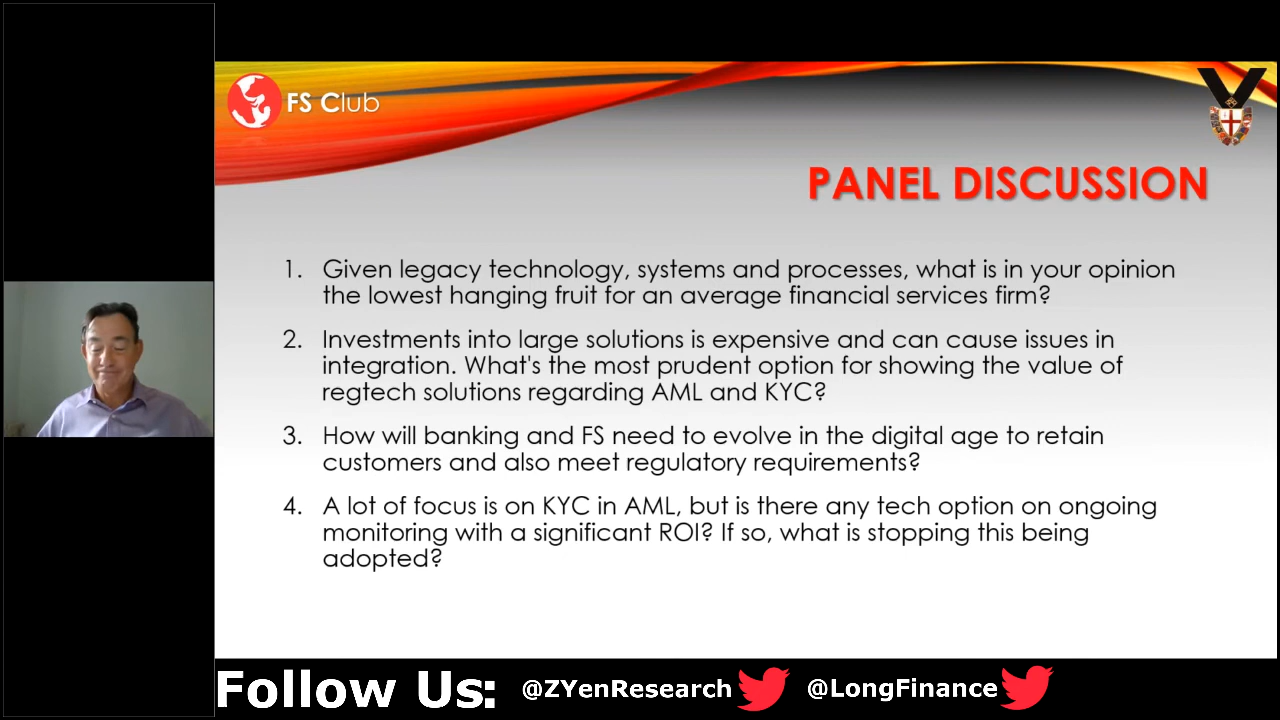 FS Club
PANEL DISCUSSION
1. Given legacy technology, systems and processes, what is in your opinion
the lowest hanging fruit for an average financial services firm?
2. Investments into large solutions is expensive and can cause issues in
integration. What's the most prudent option for showing the value of
regtech solutions regarding AML and KYC?
3. How will banking and FS need to evolve in the digital age to retain
customers and also meet regulatory requirements?
4. A lot of focus is on KYC in AML, but is there any tech option on ongoing
monitoring with a significant ROI? If so, what is stopping this being
adopted?
Follow Us: @ZYenResearch @LongFinance